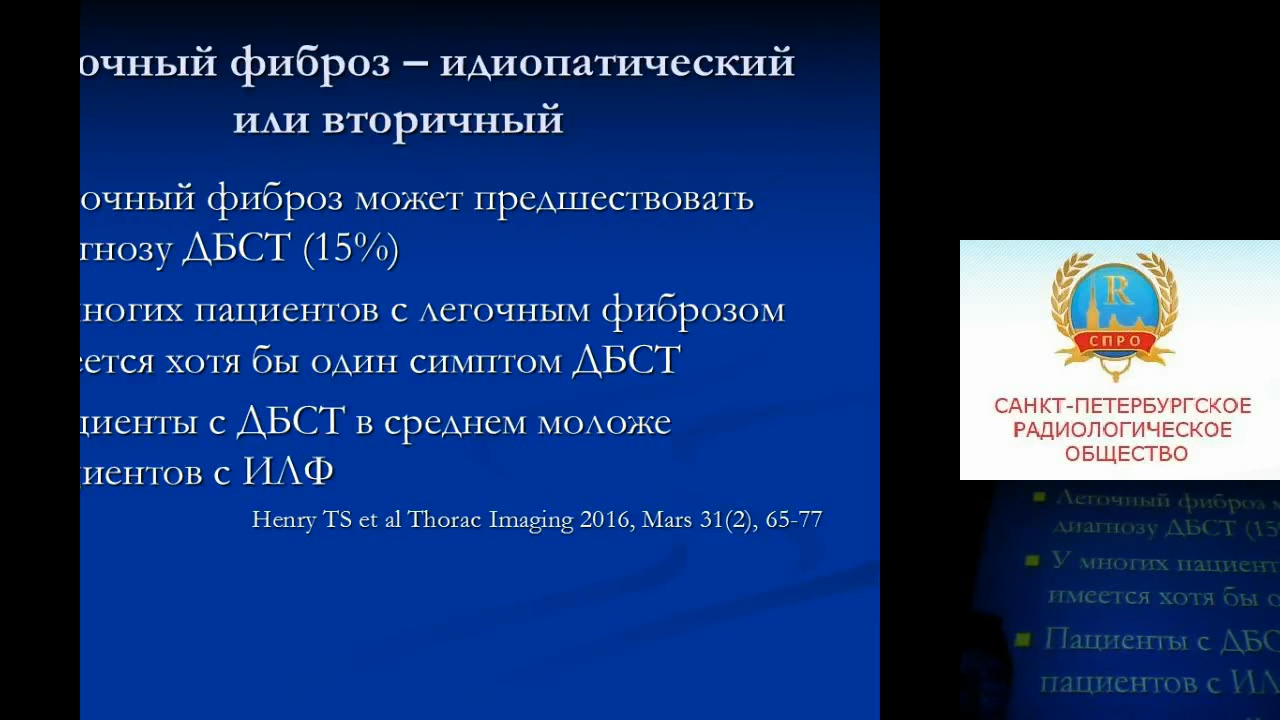 очный фиброз – идиопатический
или вторичный
очный фиброз может предшествовать
гнозу ДБСТ (15%)
ногих пациентов с легочным фиброзом
еется хотя бы один симптом ДБСТ
циенты с ДБСТ в среднем моложе
иентов с ИЛФ
Henry TS et al Thorac Imaging 2016, Mars 31(2), 65-77
R
СПРО
САНКТ-ПЕТЕРБУРГСКОЕ
РАДИОЛОГИЧЕСКОЕ
ОБЩЕСТВО
Легочный фиброз
диагнозу ДБСТ (15
У многих пациент
имеется хотя бы о
Пациенты с ДБС
пациентов с ИЛ